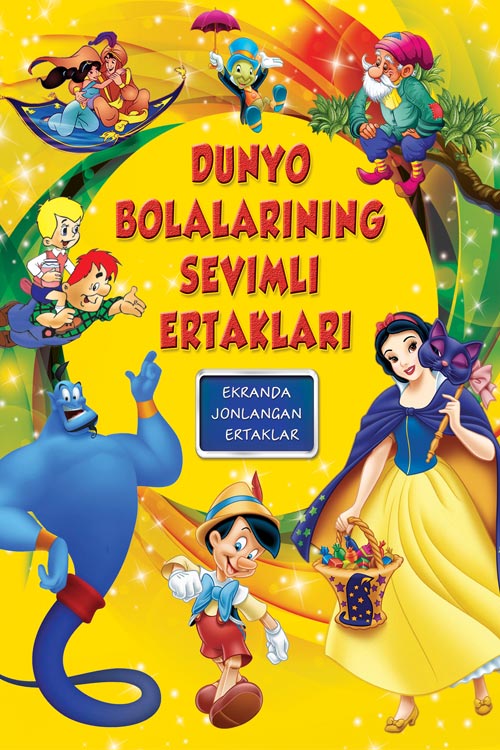 DUNYO
BOLALARINING
SEVIMLI
ERTAKLARI
EKRANDA
JONLANGAN
ERTAKLAR